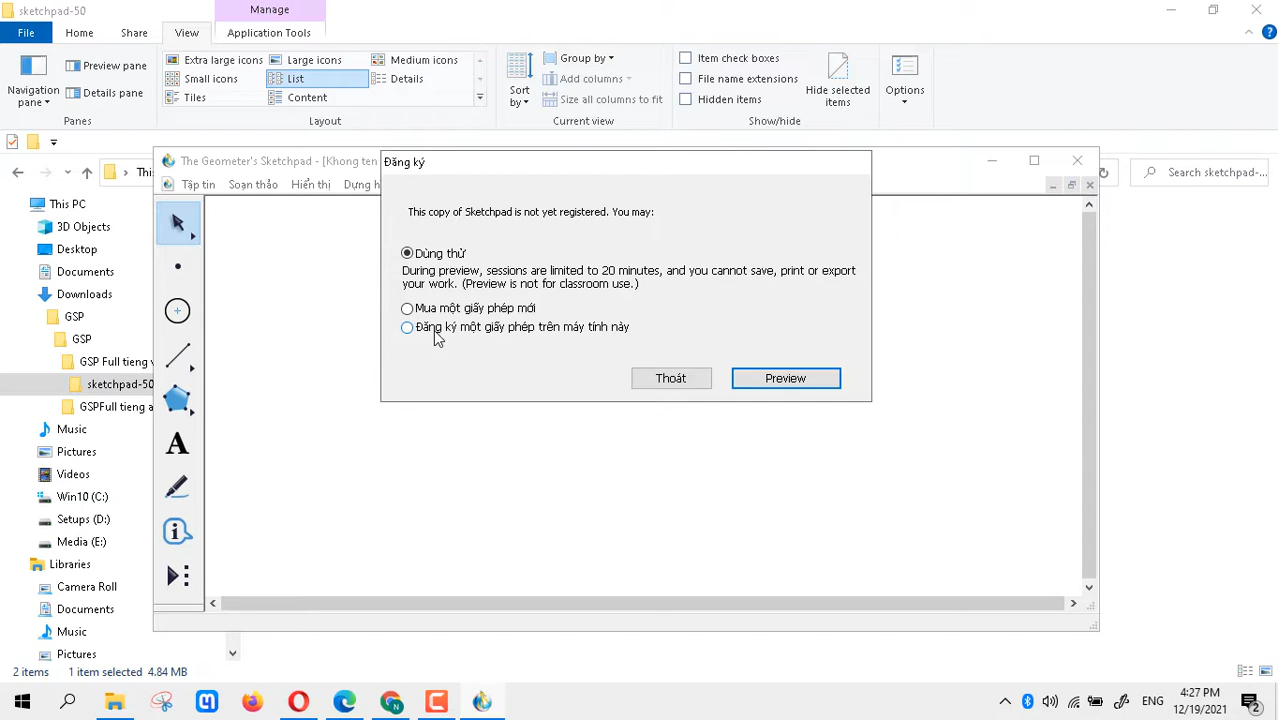 sketchpad-50
Manage
File
Home
Share
View
Application Tools
Navigation pane
Preview pane
Details pane
Panes
Extra large icons
Large icons
Medium icons
Small icons
List
Details
Tiles
Content
Layout
Sort by
Group by
Add columns
Size all columns to fit
Current view
Item check boxes
File name extensions
Hidden items
Show/hide
Hide selected items
Options
Search sketchpad-...
This PC
3D Objects
Desktop
Documents
Downloads
GSP
GSP
GSP Full tieng
sketchpad-50
GSPFull tieng a
Music
Pictures
Videos
Win10 (C:)
Setups (D:)
Media (E:)
Libraries
Camera Roll
Documents
Music
Pictures
The Geometer's Sketchpad - [Khong ten
Tập tin
Soạn thảo
Hiển thị
Dựng h
A
Đăng ký
This copy of Sketchpad is not yet registered. You may:
Dùng thử
During preview, sessions are limited to 20 minutes, and you cannot save, print or export
your work. (Preview is not for classroom use.)
Mua một giấy phép mới
Đăng ký một giấy phép trên máy tính này
Thoát
Preview
2 items
1 item selected 4.84 MB
ENG
4:27 PM
12/19/2021
2